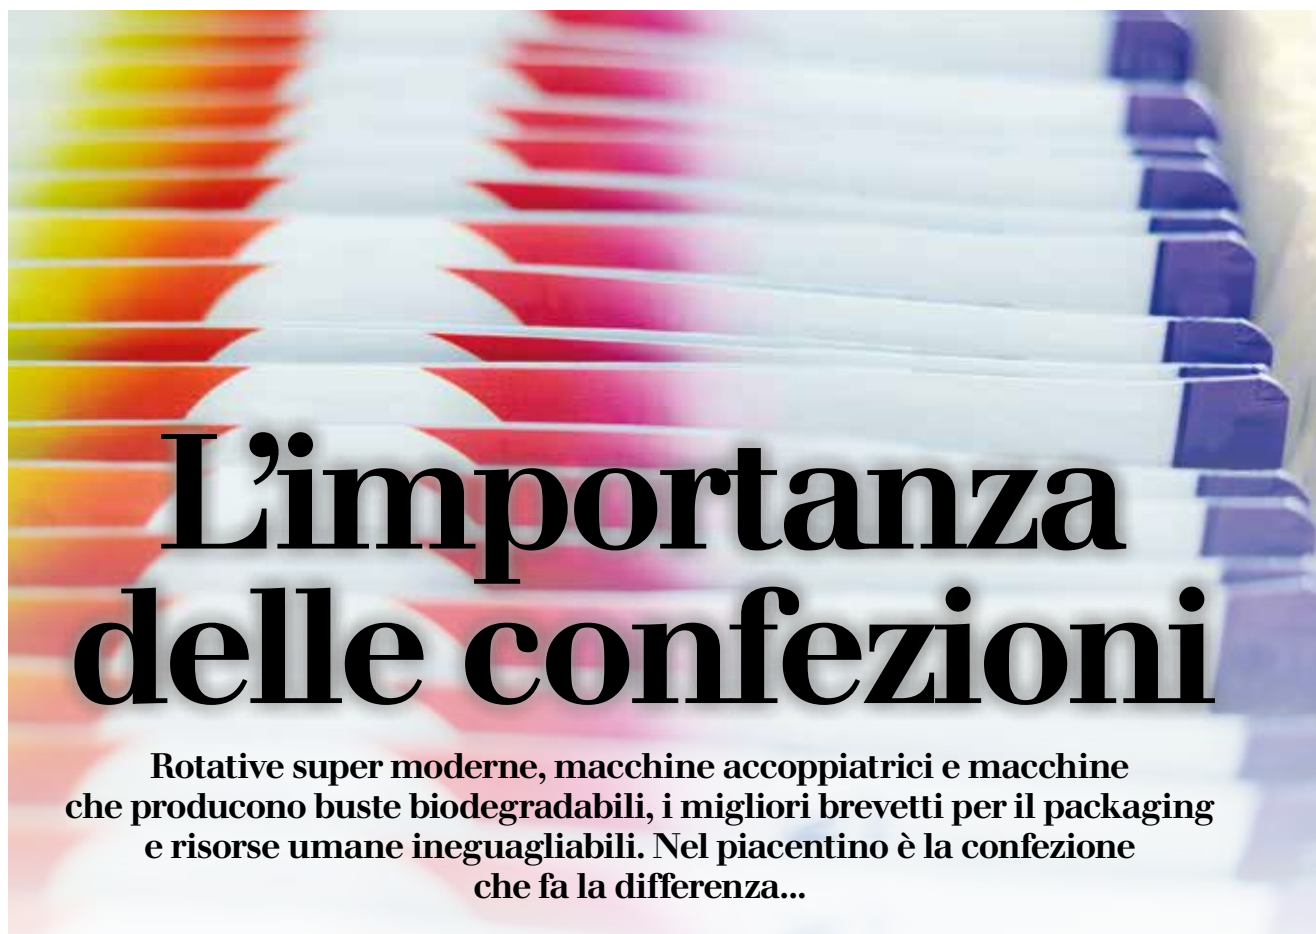 L'importanza
delle confezioni
Rotative super moderne, macchine accoppiatrici e macchine
che producono buste biodegradabili, i migliori brevetti per il packaging
e risorse umane ineguagliabili. Nel piacentino è la confezione
che fa la differenza...